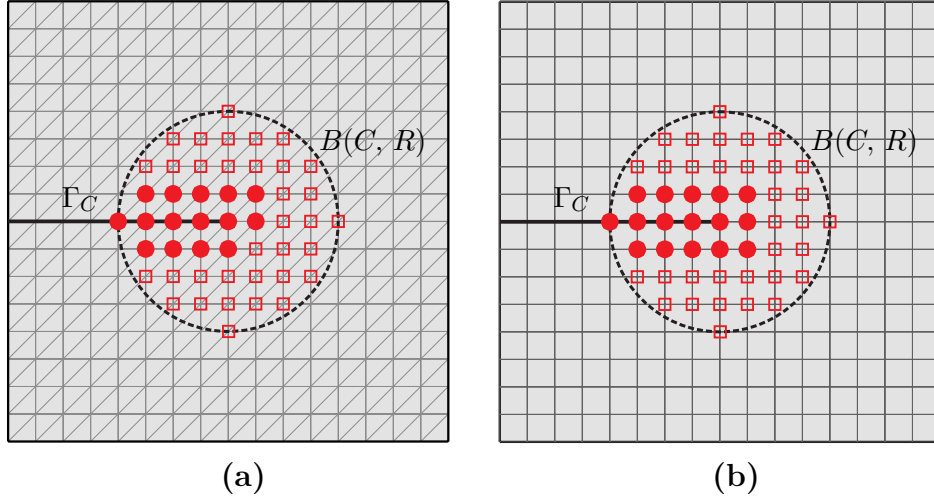 B(C, R)
B(C, R)
Γ_C
Γ_C
(a)
(b)